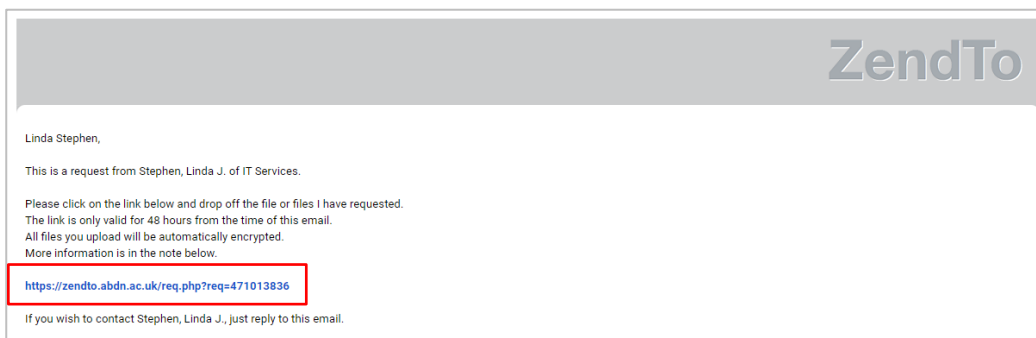 ZendTo
Linda Stephen,
This is a request from Stephen, Linda J. of IT Services.
Please click on the link below and drop off the file or files I have requested.
The link is only valid for 48 hours from the time of this email.
All files you upload will be automatically encrypted.
More information is in the note below.
https://zendto.abdn.ac.uk/req.php?req=471013836
If you wish to contact Stephen, Linda J., just reply to this email.